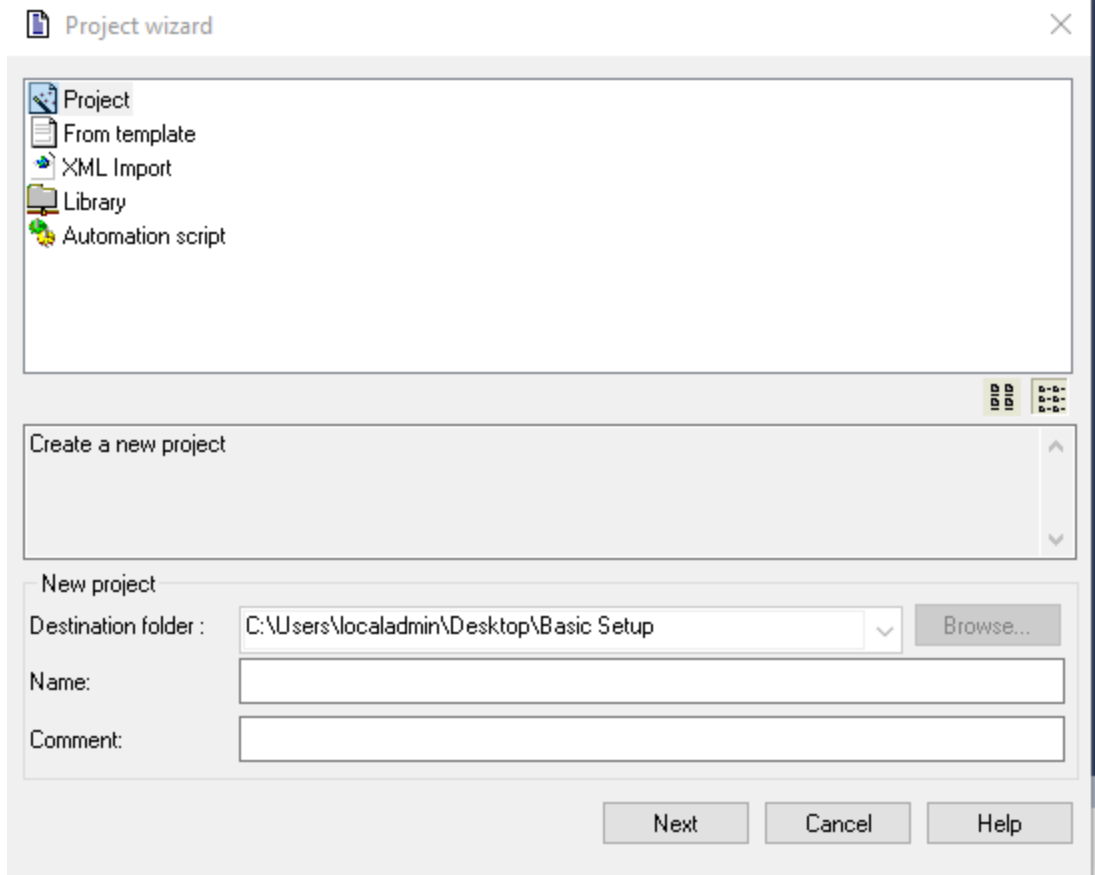 Project wizard
Project
From template
XML Import
Library
Automation script
Create a new project
New project
Destination folder : C:\Users\localadmin\Desktop\Basic Setup Browse...
Name:
Comment:
Next Cancel Help